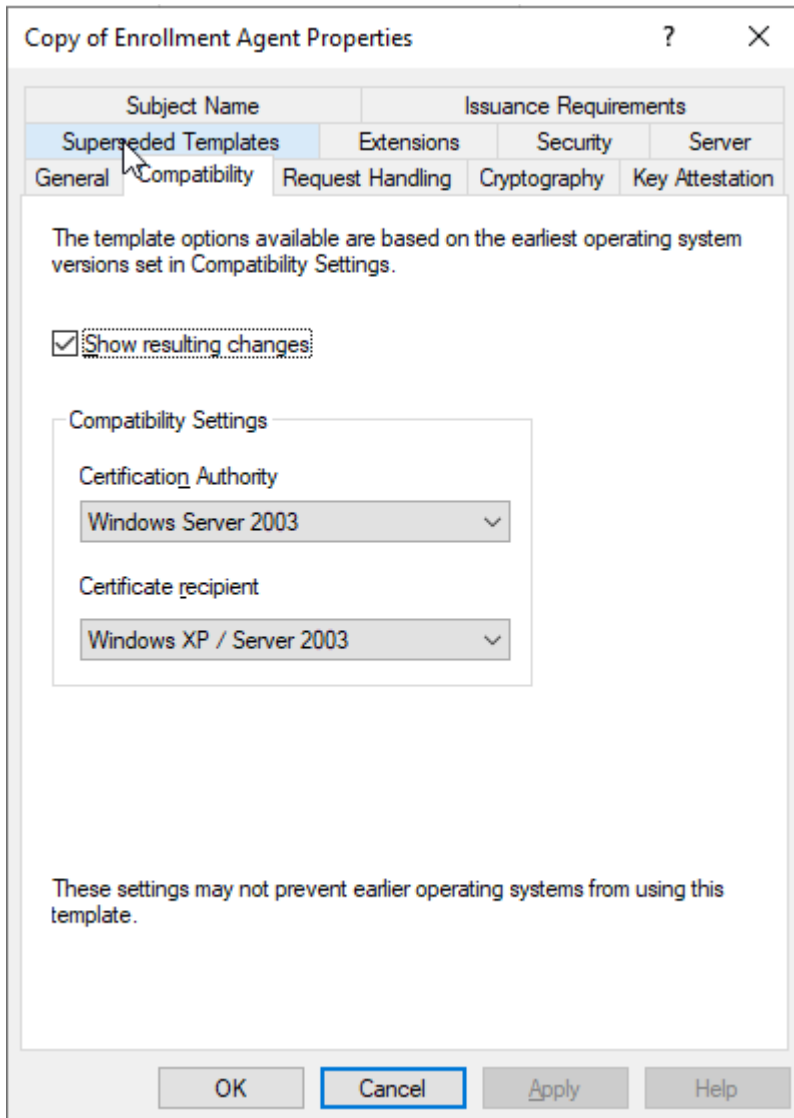 Copy of Enrollment Agent Properties ?
Subject Name Issuance Requirements
Superseded Templates Extensions Security Server
General Compatibility Request Handling Cryptography Key Attestation
The template options available are based on the earliest operating system
versions set in Compatibility Settings.
Show resulting changes
Compatibility Settings
Certification Authority
Windows Server 2003
Certificate recipient
Windows XP / Server 2003
These settings may not prevent earlier operating systems from using this
template.
OK Cancel Apply Help